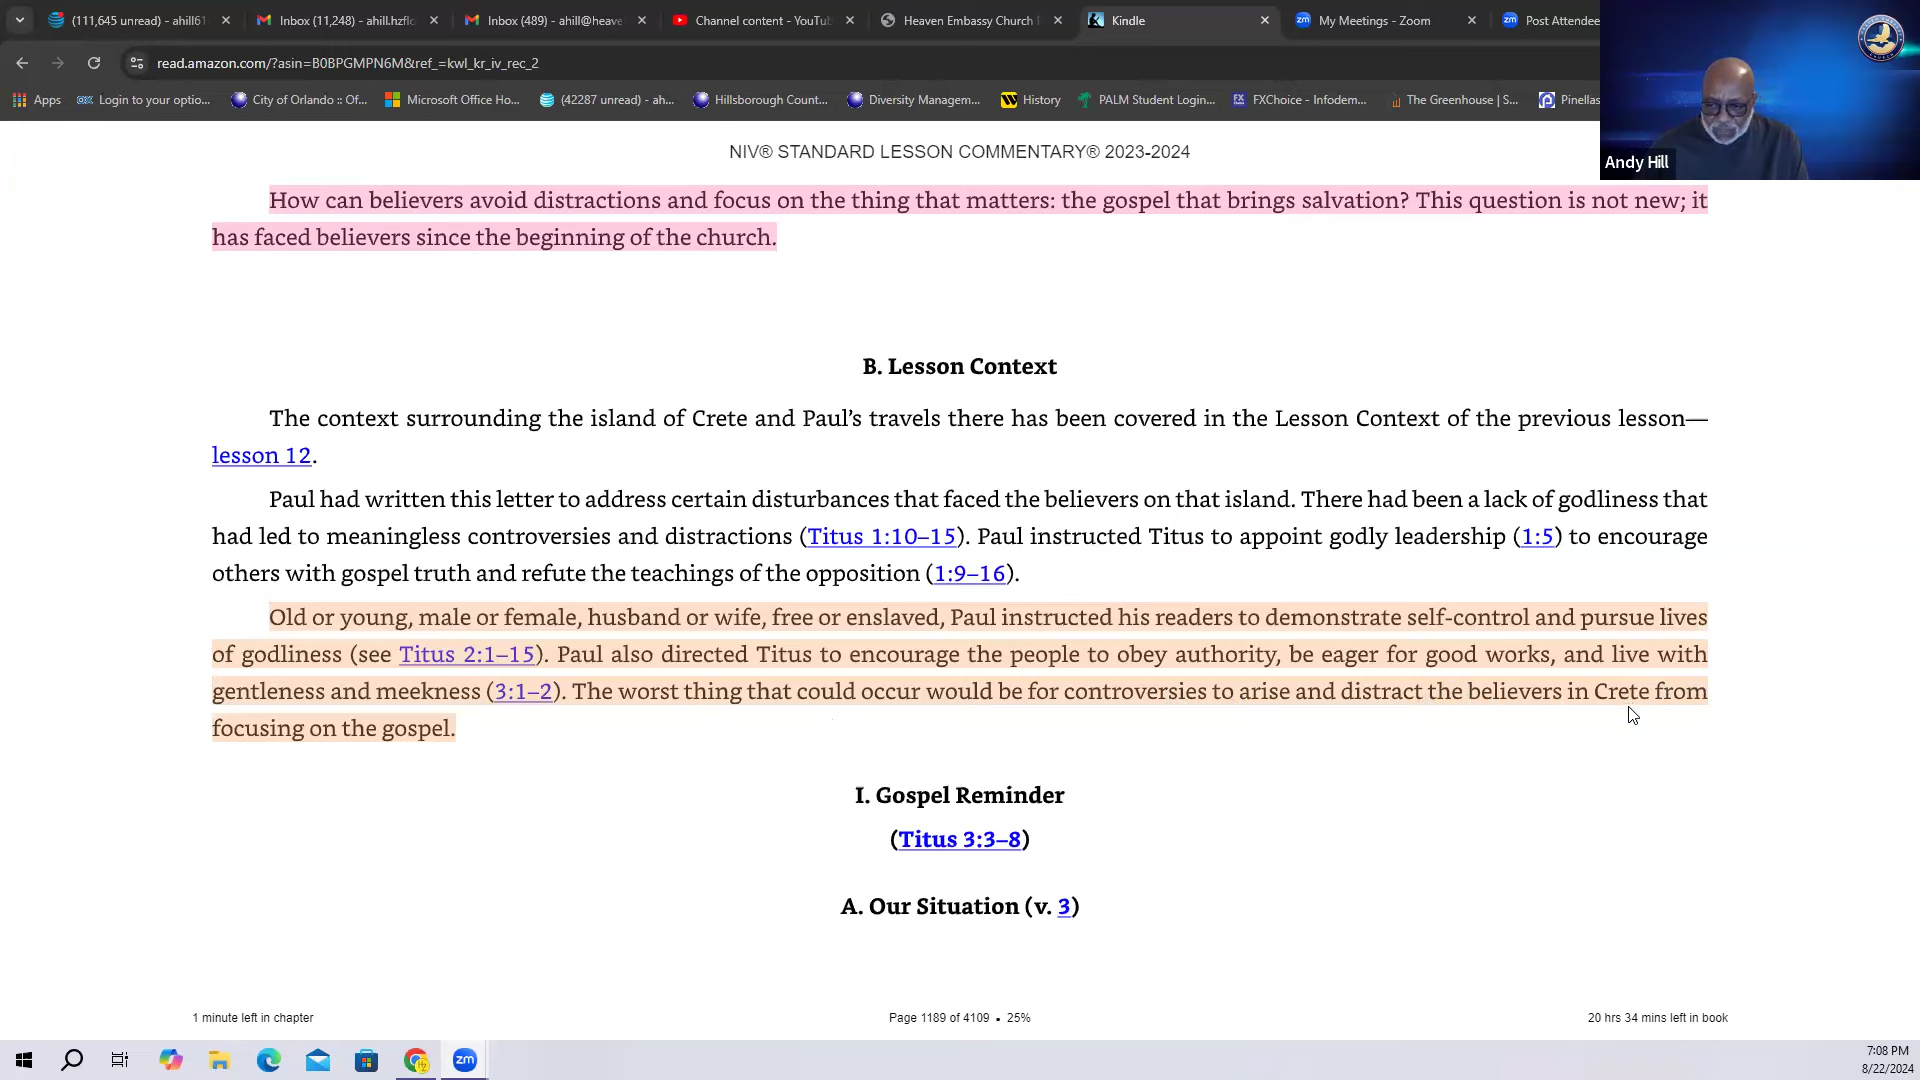 (111,645 unread) - ahill61
Inbox (11,248) - ahill.hzflo
Inbox (489) - ahill@heave
Channel content - YouTu
Heaven Embassy Church
Kindle
My Meetings - Zoom
Post Attendee
read.amazon.com/?asin=B0BPGMPN6M&ref_=kwl_kr_iv_rec_2
Apps
Login to your optio...
City of Orlando :: Of...
Microsoft Office Ho...
(42287 unread) - ah...
Hillsborough Count...
Diversity Managem...
History
PALM Student Login...
FXChoice - Infodem...
The Greenhouse | S...
Pinellas
Andy Hill
NIV® STANDARD LESSON COMMENTARY® 2023-2024
How can believers avoid distractions and focus on the thing that matters: the gospel that brings salvation? This question is not new; it
has faced believers since the beginning of the church.
B. Lesson Context
The context surrounding the island of Crete and Paul’s travels there has been covered in the Lesson Context of the previous lesson—
lesson 12.
Paul had written this letter to address certain disturbances that faced the believers on that island. There had been a lack of godliness that
had led to meaningless controversies and distractions (Titus 1:10–15). Paul instructed Titus to appoint godly leadership (1:5) to encourage
others with gospel truth and refute the teachings of the opposition (1:9–16).
Old or young, male or female, husband or wife, free or enslaved, Paul instructed his readers to demonstrate self-control and pursue lives
of godliness (see Titus 2:1–15). Paul also directed Titus to encourage the people to obey authority, be eager for good works, and live with
gentleness and meekness (3:1–2). The worst thing that could occur would be for controversies to arise and distract the believers in Crete from
focusing on the gospel.
I. Gospel Reminder
(Titus 3:3–8)
A. Our Situation (v. 3)
1 minute left in chapter
Page 1189 of 4109 • 25%
20 hrs 34 mins left in book
zm
7:08 PM
8/22/2024